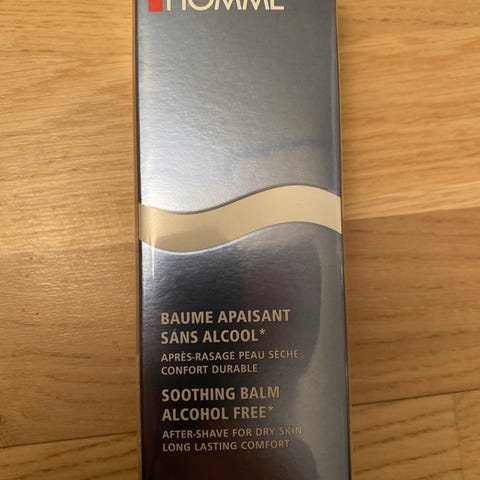 HOMME
BAUME APAISANT
SANS ALCOOL*
APRÈS-RASAGE PEAU SÈCHE
CONFORT DURABLE
SOOTHING BALM
ALCOHOL FREE*
AFTER-SHAVE FOR DRY SKIN
LONG LASTING COMFORT